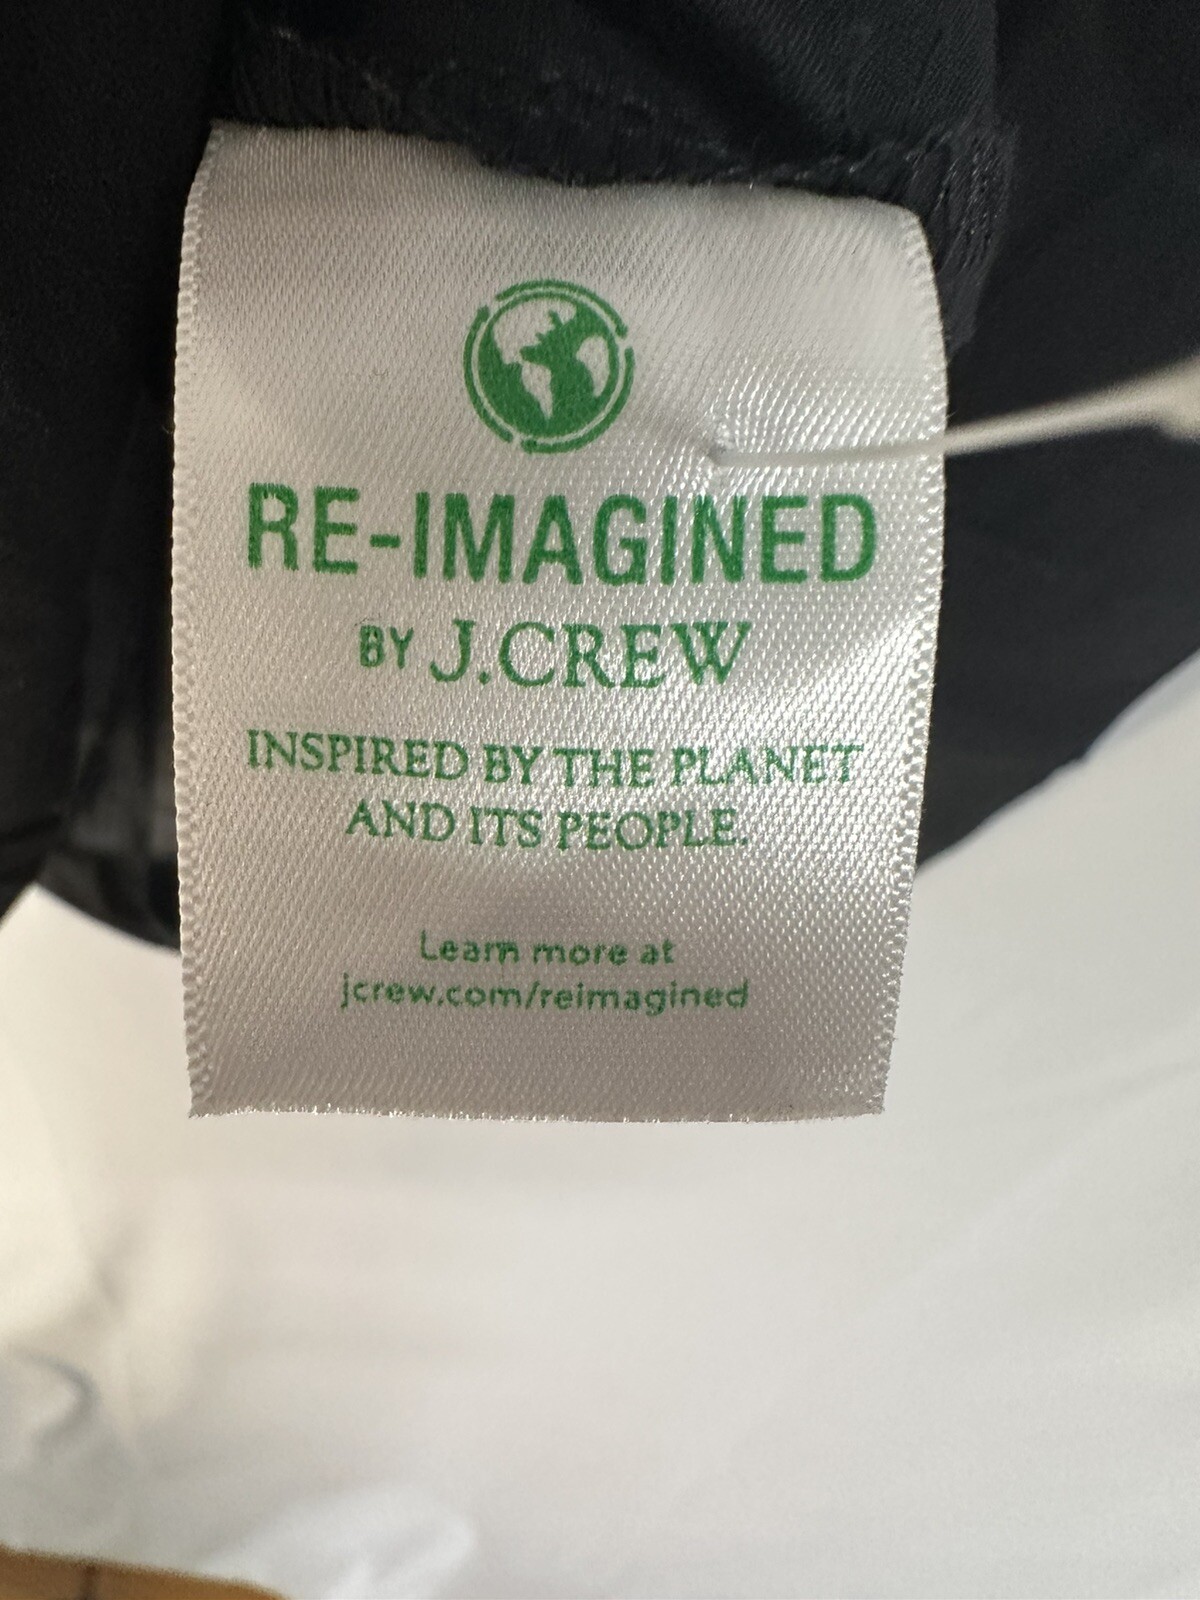 RE-IMAGINED
BY J.CREW
INSPIRED BY THE PLANET
AND ITS PEOPLE.
Learn more at
jcrew.com/reimagined